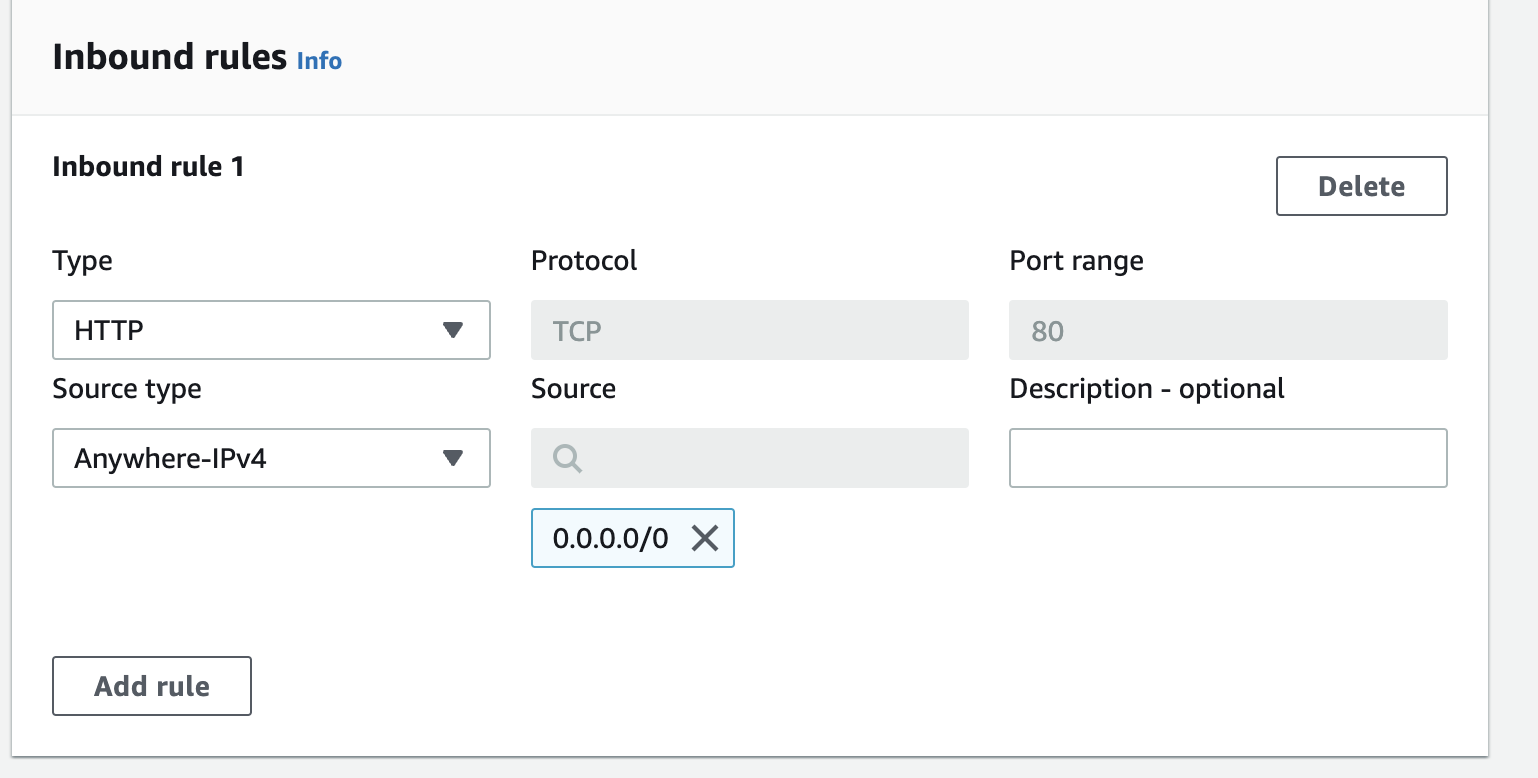 Inbound rules Info
Inbound rule 1
Delete
Type
Protocol
Port range
HTTP
TCP
80
Source type
Source
Description - optional
Anywhere-IPv4
0.0.0.0/0
Add rule